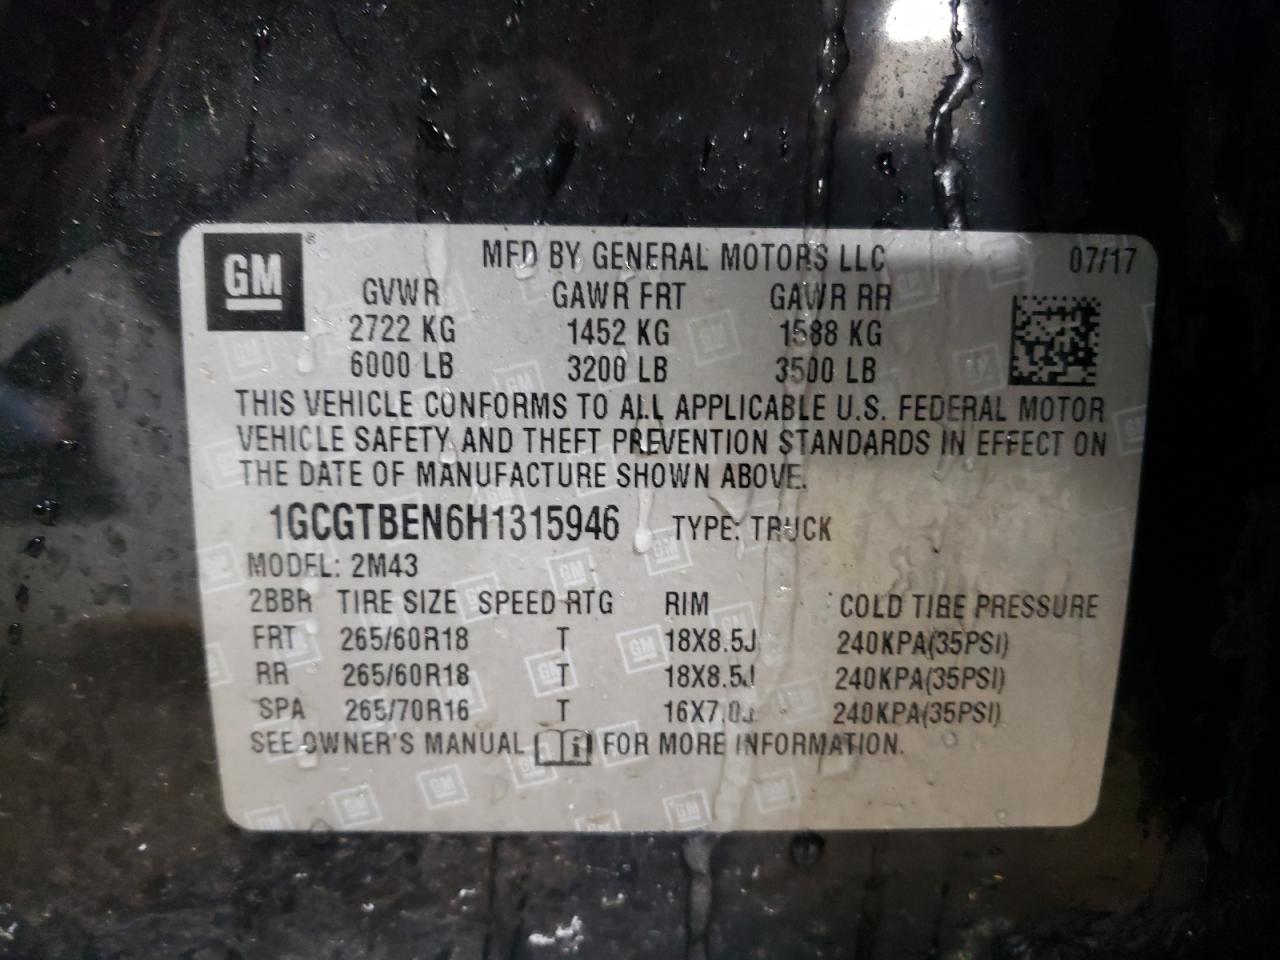 GM
MFD BY GENERAL MOTORS LLC 07/17
GVWR GAWR FRT GAWR RR
2722 KG 1452 KG 1588 KG
6000 LB 3200 LB 3500 LB
THIS VEHICLE CONFORMS TO ALL APPLICABLE U.S. FEDERAL MOTOR
VEHICLE SAFETY AND THEFT PREVENTION STANDARDS IN EFFECT ON
THE DATE OF MANUFACTURE SHOWN ABOVE.
1GCGTBEN6H1315946 TYPE: TRUCK
MODEL: 2M43
2BBR TIRE SIZE SPEED RTG RIM COLD TIRE PRESSURE
FRT 265/60R18 T 18X8.5J 240KPA(35PSI)
RR 265/60R18 T 18X8.5J 240KPA(35PSI)
SPA 265/70R16 T 16X7.0J 240KPA(35PSI)
SEE OWNER'S MANUAL i FOR MORE INFORMATION.